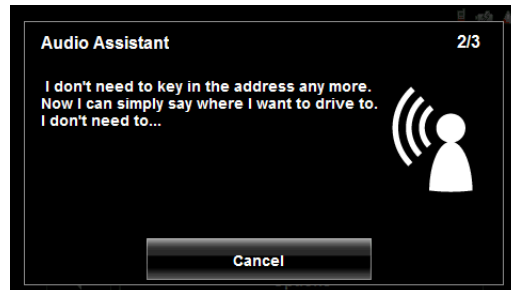 Audio Assistant 2/3
I don't need to key in the address any more.
Now I can simply say where I want to drive to.
I don't need to...
Cancel